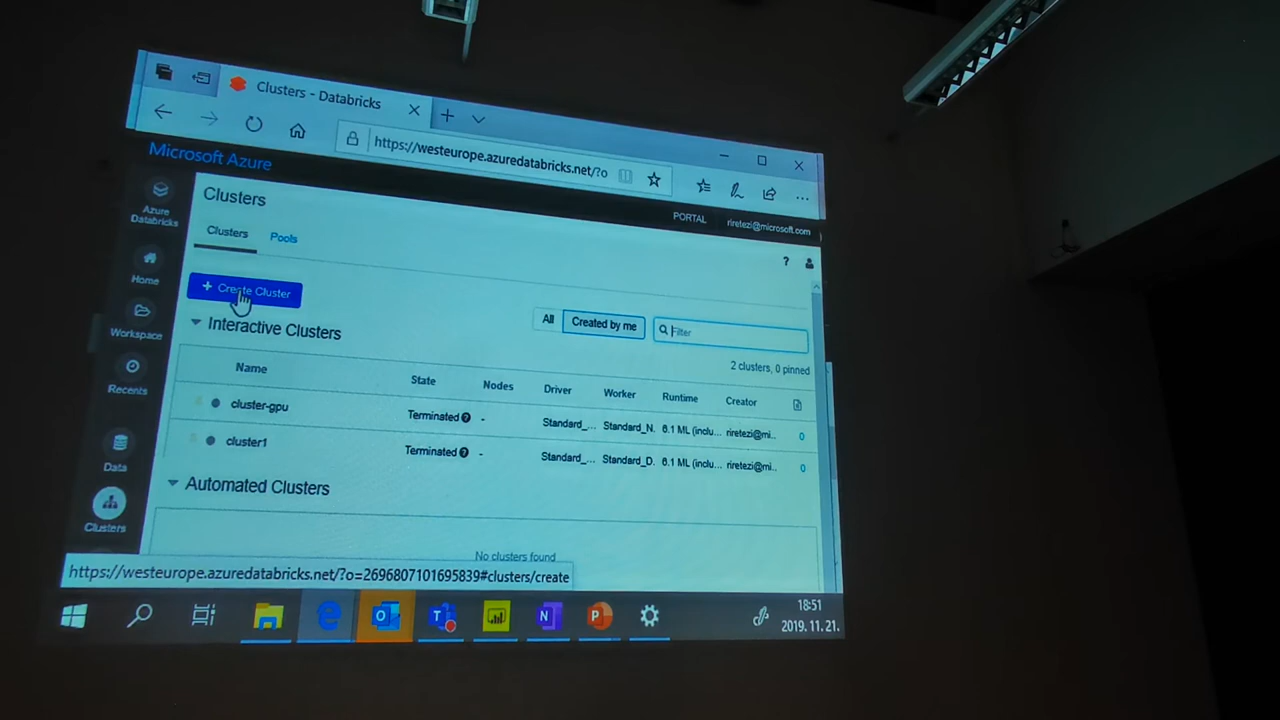 Clusters - Databricks
https://westeurope.azuredatabricks.net/?o
Microsoft Azure
PORTAL
riretezi@microsoft.com
Azure Databricks
Home
Workspace
Recents
Data
Clusters
Clusters
Clusters
Pools
?
+ Create Cluster
All
Created by me
Filter
Interactive Clusters
2 clusters, 0 pinned
Name State Nodes Driver Worker Runtime Creator
cluster-gpu Terminated - Standard_... Standard_N. 6.1 ML (inclu... riretezi@mi... 0
cluster1 Terminated - Standard_... Standard_D. 6.1 ML (inclu... riretezi@mi... 0
Automated Clusters
No clusters found
https://westeurope.azuredatabricks.net/?o=2696807101695839#clusters/create
18:51
2019. 11. 21.